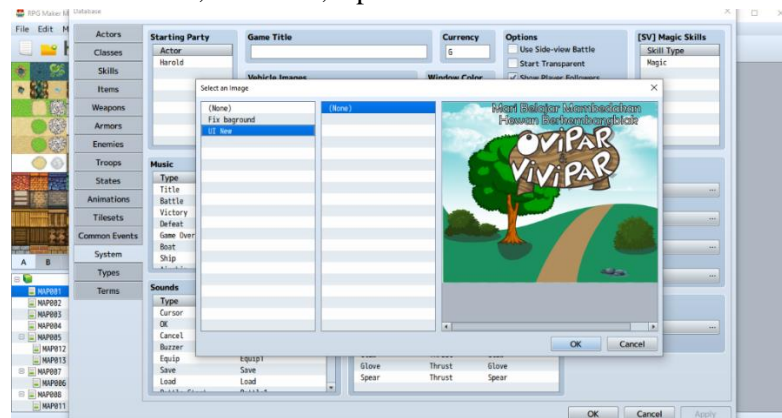 RPG Maker M
Database
File Edit M
Actors
Classes
Skills
Items
Weapons
Armors
Enemies
Troops
States
Animations
Tilesets
Common Events
System
Types
Terms
A B
MAP001
MAP002
MAP003
MAP004
MAP005
MAP012
MAP013
MAP007
MAP006
MAP008
MAP011
Starting Party
Actor
Harold
Game Title
Vehicle Images
Currency
G
Window Color
Options
Use Side-view Battle
Start Transparent
Show Player Followers
[SV] Magic Skills
Skill Type
Magic
Select an Image
(None)
Fix baground
UI New
(None)
Mari Belajar Membedakan
Hewan Berkembangbiak
OViPAR
ViViPAR
OK
Cancel
Music
Type
Title
Battle
Victory
Defeat
Game Over
Boat
Ship
Sounds
Type
Cursor
OK
Cancel
Buzzer
Equip Equip1
Save Save
Load Load
Glove Thrust Glove
Spear Thrust Spear
OK Cancel Apply